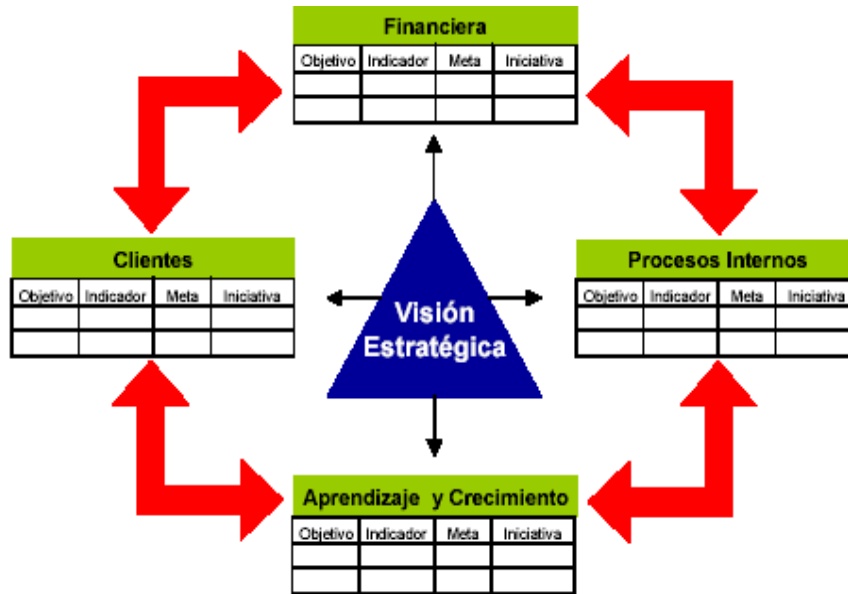 Financiera
Objetivo Indicador Meta Iniciativa
Clientes
Objetivo Indicador Meta Iniciativa
Visión
Estratégica
Procesos Internos
Objetivo Indicador Meta Iniciativa
Aprendizaje y Crecimiento
Objetivo Indicador Meta Iniciativa